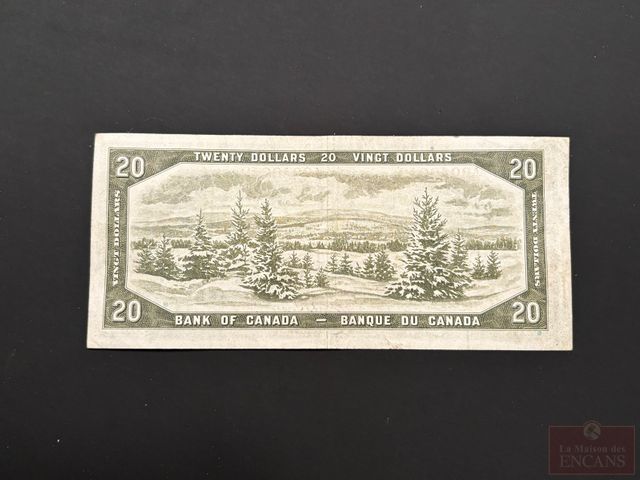 TWENTY DOLLARS 20 VINGT DOLLARS
20
20
VINGT DOLLARS
TWENTY DOLLARS
20
20
BANK OF CANADA — BANQUE DU CANADA
La Maison des
ENCANS